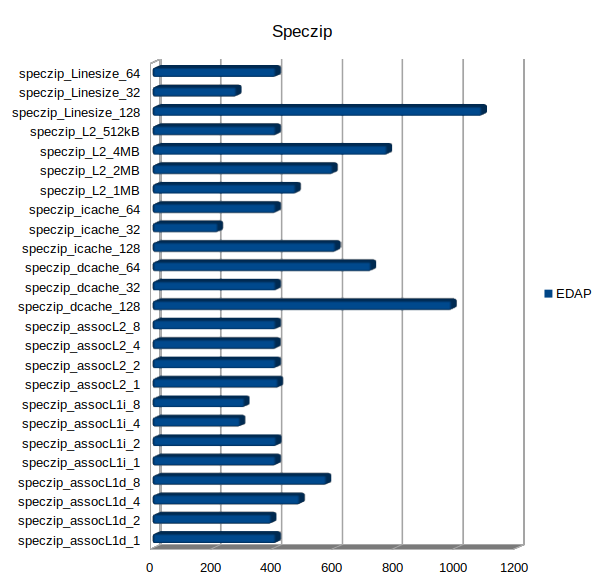 Speczip
speczip_Linesize_64
speczip_Linesize_32
speczip_Linesize_128
speczip_L2_512kB
speczip_L2_4MB
speczip_L2_2MB
speczip_L2_1MB
speczip_icache_64
speczip_icache_32
speczip_icache_128
speczip_dcache_64
speczip_dcache_32
speczip_dcache_128
speczip_assocL2_8
speczip_assocL2_4
speczip_assocL2_2
speczip_assocL2_1
speczip_assocL1i_8
speczip_assocL1i_4
speczip_assocL1i_2
speczip_assocL1i_1
speczip_assocL1d_8
speczip_assocL1d_4
speczip_assocL1d_2
speczip_assocL1d_1
EDAP
0 200 400 600 800 1000 1200